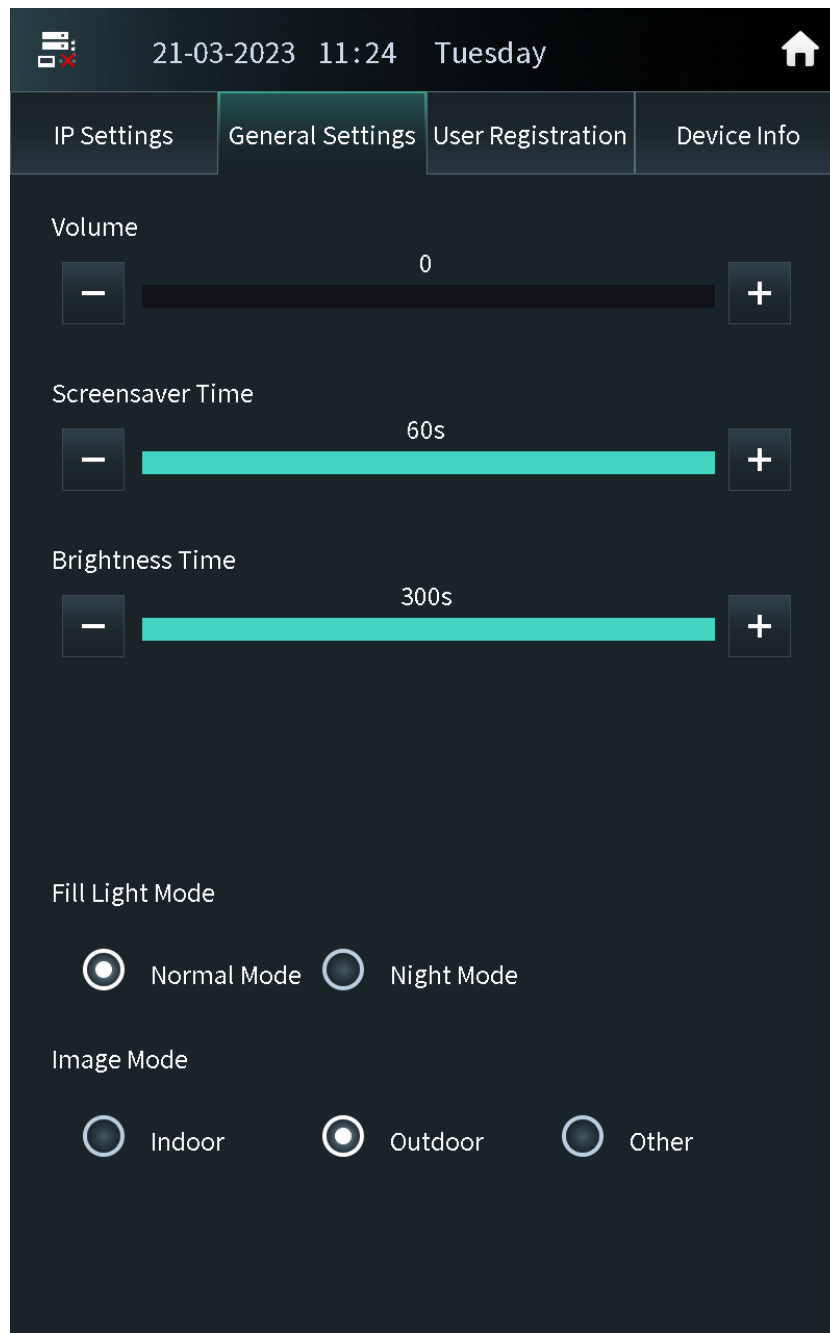 21-03-2023 11:24 Tuesday
IP Settings General Settings User Registration Device Info
Volume
0
Screensaver Time
60s
Brightness Time
300s
Fill Light Mode
Normal Mode Night Mode
Image Mode
Indoor Outdoor Other